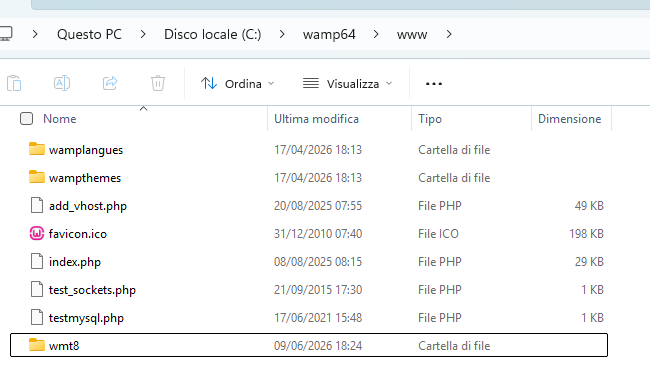 Questo PC > Disco locale (C:) > wamp64 > www >
Ordina Visualizza ...
Nome Ultima modifica Tipo Dimensione
wamplangues 17/04/2026 18:13 Cartella di file
wampthemes 17/04/2026 18:13 Cartella di file
add_vhost.php 20/08/2025 07:55 File PHP 49 KB
favicon.ico 31/12/2010 07:40 File ICO 198 KB
index.php 08/08/2025 08:15 File PHP 29 KB
test_sockets.php 21/09/2015 17:30 File PHP 1 KB
testmysql.php 17/06/2021 15:48 File PHP 1 KB
wmt8 09/06/2026 18:24 Cartella di file